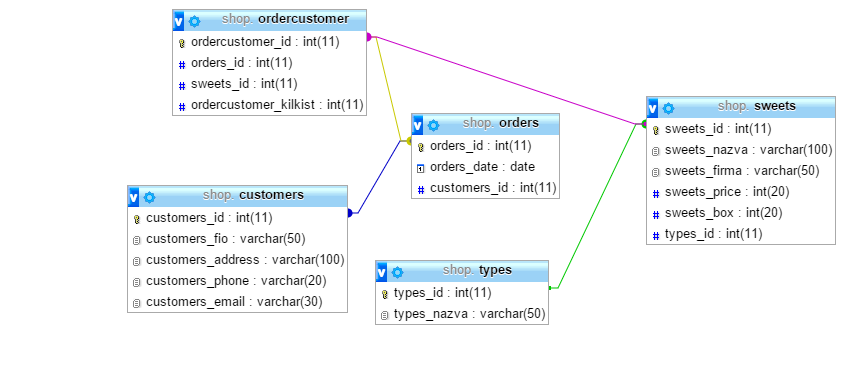 shop. ordercustomer
ordercustomer_id : int(11)
orders_id : int(11)
sweets_id : int(11)
ordercustomer_kilkist : int(11)
shop. orders
orders_id : int(11)
orders_date : date
customers_id : int(11)
shop. sweets
sweets_id : int(11)
sweets_nazva : varchar(100)
sweets_firma : varchar(50)
sweets_price : int(20)
sweets_box : int(20)
types_id : int(11)
shop. customers
customers_id : int(11)
customers_fio : varchar(50)
customers_address : varchar(100)
customers_phone : varchar(20)
customers_email : varchar(30)
shop. types
types_id : int(11)
types_nazva : varchar(50)